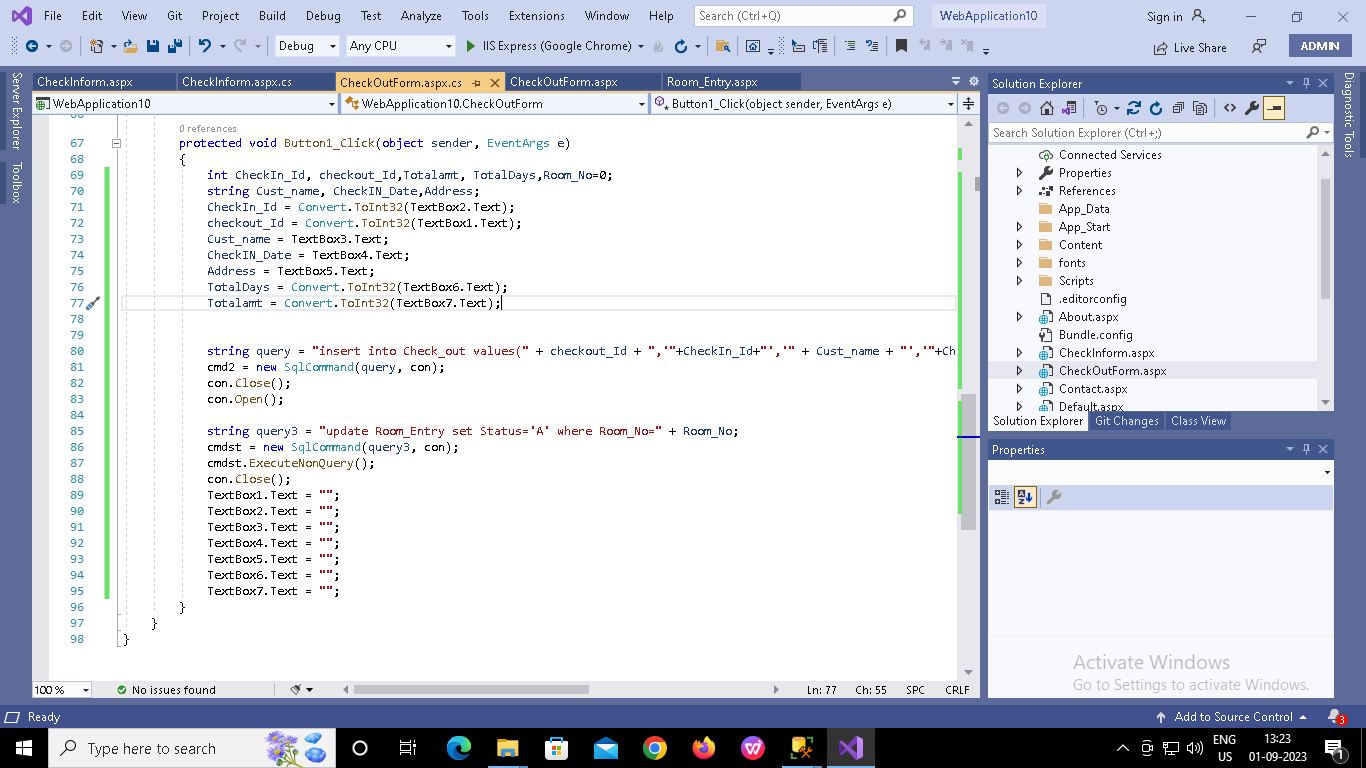 File Edit View Git Project Build Debug Test Analyze Tools Extensions Window Help Search (Ctrl+Q) WebApplication10 Sign in
Debug Any CPU IIS Express (Google Chrome) Live Share ADMIN
Server Explorer
Toolbox
CheckInform.aspx CheckInform.aspx.cs CheckOutForm.aspx.cs CheckOutForm.aspx Room_Entry.aspx
WebApplication10 WebApplication10.CheckOutForm Button1_Click(object sender, EventArgs e)
66
0 references
67 protected void Button1_Click(object sender, EventArgs e)
68 {
69 int CheckIn_Id, checkout_Id,Totalamt, TotalDays,Room_No=0;
70 string Cust_name, CheckIN_Date,Address;
71 CheckIn_Id = Convert.ToInt32(TextBox2.Text);
72 checkout_Id = Convert.ToInt32(TextBox1.Text);
73 Cust_name = TextBox3.Text;
74 CheckIN_Date = TextBox4.Text;
75 Address = TextBox5.Text;
76 TotalDays = Convert.ToInt32(TextBox6.Text);
77 Totalamt = Convert.ToInt32(TextBox7.Text);
78
79
80 string query = "insert into Check_out values(" + checkout_Id + ",'"+CheckIn_Id+"','" + Cust_name + "','"+Ch
81 cmd2 = new SqlCommand(query, con);
82 con.Close();
83 con.Open();
84
85 string query3 = "update Room_Entry set Status='A' where Room_No=" + Room_No;
86 cmdst = new SqlCommand(query3, con);
87 cmdst.ExecuteNonQuery();
88 con.Close();
89 TextBox1.Text = "";
90 TextBox2.Text = "";
91 TextBox3.Text = "";
92 TextBox4.Text = "";
93 TextBox5.Text = "";
94 TextBox6.Text = "";
95 TextBox7.Text = "";
96 }
97 }
98 }
100 % No issues found Ln: 77 Ch: 55 SPC CRLF
Solution Explorer
Search Solution Explorer (Ctrl+;)
Connected Services
Properties
References
App_Data
App_Start
Content
fonts
Scripts
.editorconfig
About.aspx
Bundle.config
CheckInform.aspx
CheckOutForm.aspx
Contact.aspx
Default.aspx
Solution Explorer Git Changes Class View
Properties
Activate Windows
Go to Settings to activate Windows.
Diagnostic Tools
Ready Add to Source Control 3
Type here to search ENG US 13:23 01-09-2023 1